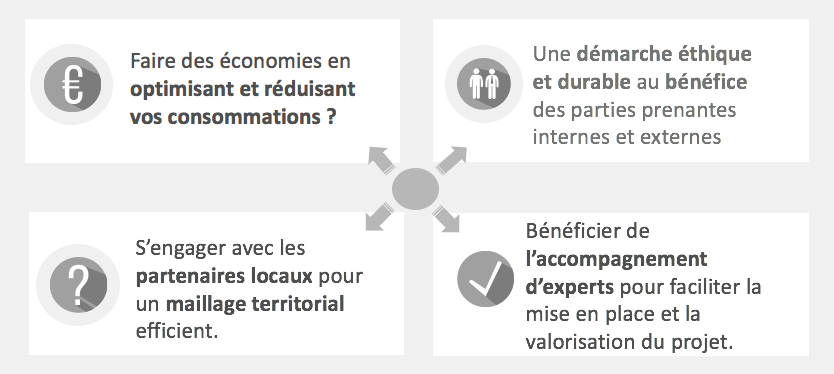 €
Faire des économies en
optimisant et réduisant
vos consommations ?
Une démarche éthique
et durable au bénéfice
des parties prenantes
internes et externes
?
S’engager avec les
partenaires locaux pour
un maillage territorial
efficient.
Bénéficier de
l’accompagnement
d’experts pour faciliter la
mise en place et la
valorisation du projet.